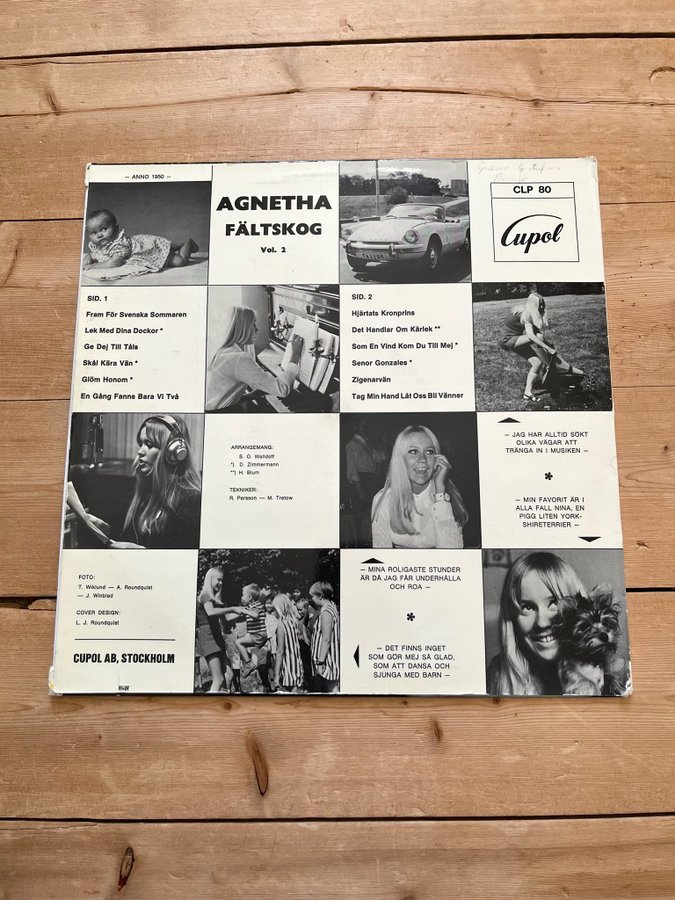 — ANNO 1950 —
AGNETHA
FÄLTSKOG
Vol. 2
CLP 80
Cupol
SID. 1
Fram För Svenska Sommaren
Lek Med Dina Dockor *
Ge Dej Till Tåls
Skål Kära Vän *
Glöm Honom *
En Gång Fanns Bara Vi Två
SID. 2
Hjärtats Kronprins
Det Handlar Om Kärlek **
Som En Vind Kom Du Till Mej *
Senor Gonzales *
Zigenarvän
Tag Min Hand Låt Oss Bli Vänner
ARRANGEMANG:
S. O. Walldoff
*) D. Zimmermann
**) H. Blum
TEKNIKER:
R. Persson — M. Tretow
— JAG HAR ALLTID SÖKT
OLIKA VÄGAR ATT
TRÄNGA IN I MUSIKEN —
*
— MIN FAVORIT ÄR I
ALLA FALL NINA, EN
PIGG LITEN YORK-
SHIRETERRIER —
FOTO:
T. Wiklund — A. Roundquist
— J. Winblad
COVER DESIGN:
L. J. Roundquist
CUPOL AB, STOCKHOLM
— MINA ROLIGASTE STUNDER
ÄR DÅ JAG FÅR UNDERHÅLLA
OCH ROA —
*
— DET FINNS INGET
SOM GÖR MEJ SÅ GLAD,
SOM ATT DANSA OCH
SJUNGA MED BARN —